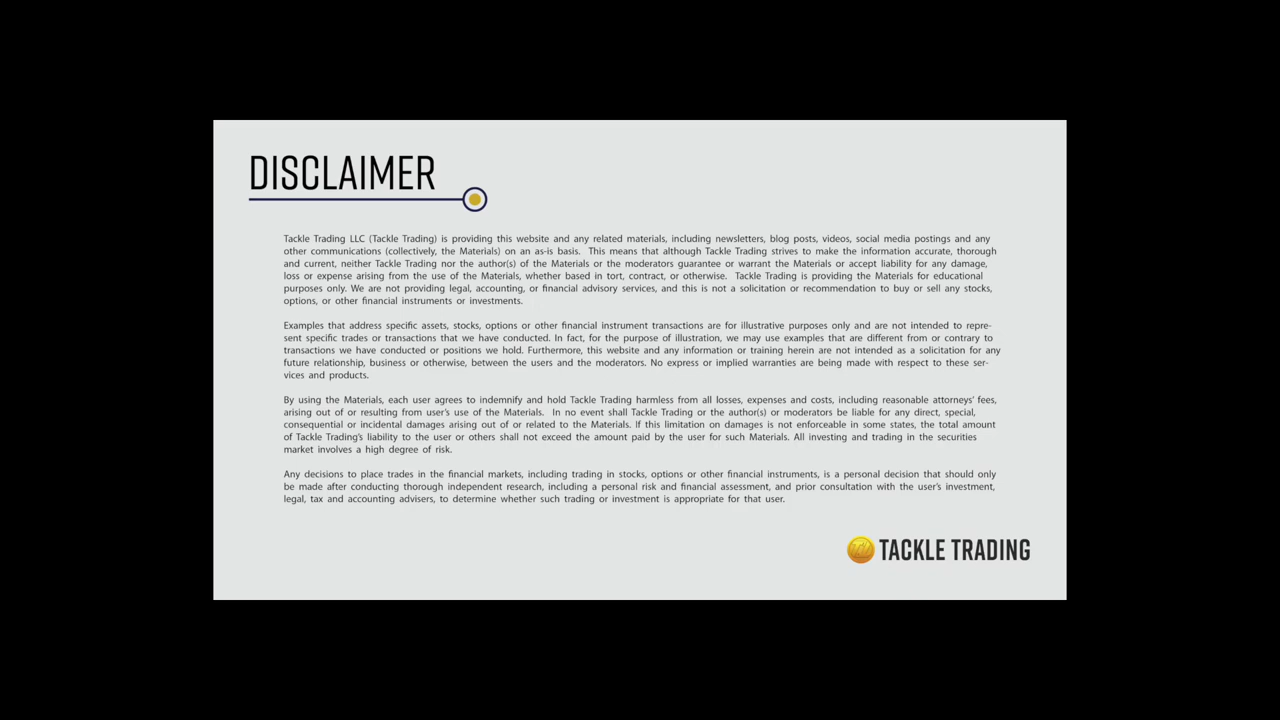 DISCLAIMER
Tackle Trading LLC (Tackle Trading) is providing this website and any related materials, including newsletters, blog posts, videos, social media postings and any
other communications (collectively, the Materials) on an as-is basis.  This means that although Tackle Trading strives to make the information accurate, thorough
and current, neither Tackle Trading nor the author(s) of the Materials or the moderators guarantee or warrant the Materials or accept liability for any damage,
loss or expense arising from the use of the Materials, whether based in tort, contract, or otherwise.  Tackle Trading is providing the Materials for educational
purposes only. We are not providing legal, accounting, or financial advisory services, and this is not a solicitation or recommendation to buy or sell any stocks,
options, or other financial instruments or investments.
Examples that address specific assets, stocks, options or other financial instrument transactions are for illustrative purposes only and are not intended to repre-
sent specific trades or transactions that we have conducted. In fact, for the purpose of illustration, we may use examples that are different from or contrary to
transactions we have conducted or positions we hold. Furthermore, this website and any information or training herein are not intended as a solicitation for any
future relationship, business or otherwise, between the users and the moderators. No express or implied warranties are being made with respect to these ser-
vices and products.
By using the Materials, each user agrees to indemnify and hold Tackle Trading harmless from all losses, expenses and costs, including reasonable attorneys' fees,
arising out of or resulting from user's use of the Materials.  In no event shall Tackle Trading or the author(s) or moderators be liable for any direct, special,
consequential or incidental damages arising out of or related to the Materials. If this limitation on damages is not enforceable in some states, the total amount
of Tackle Trading's liability to the user or others shall not exceed the amount paid by the user for such Materials. All investing and trading in the securities
market involves a high degree of risk.
Any decisions to place trades in the financial markets, including trading in stocks, options or other financial instruments, is a personal decision that should only
be made after conducting thorough independent research, including a personal risk and financial assessment, and prior consultation with the user's investment,
legal, tax and accounting advisers, to determine whether such trading or investment is appropriate for that user.
TACKLE TRADING